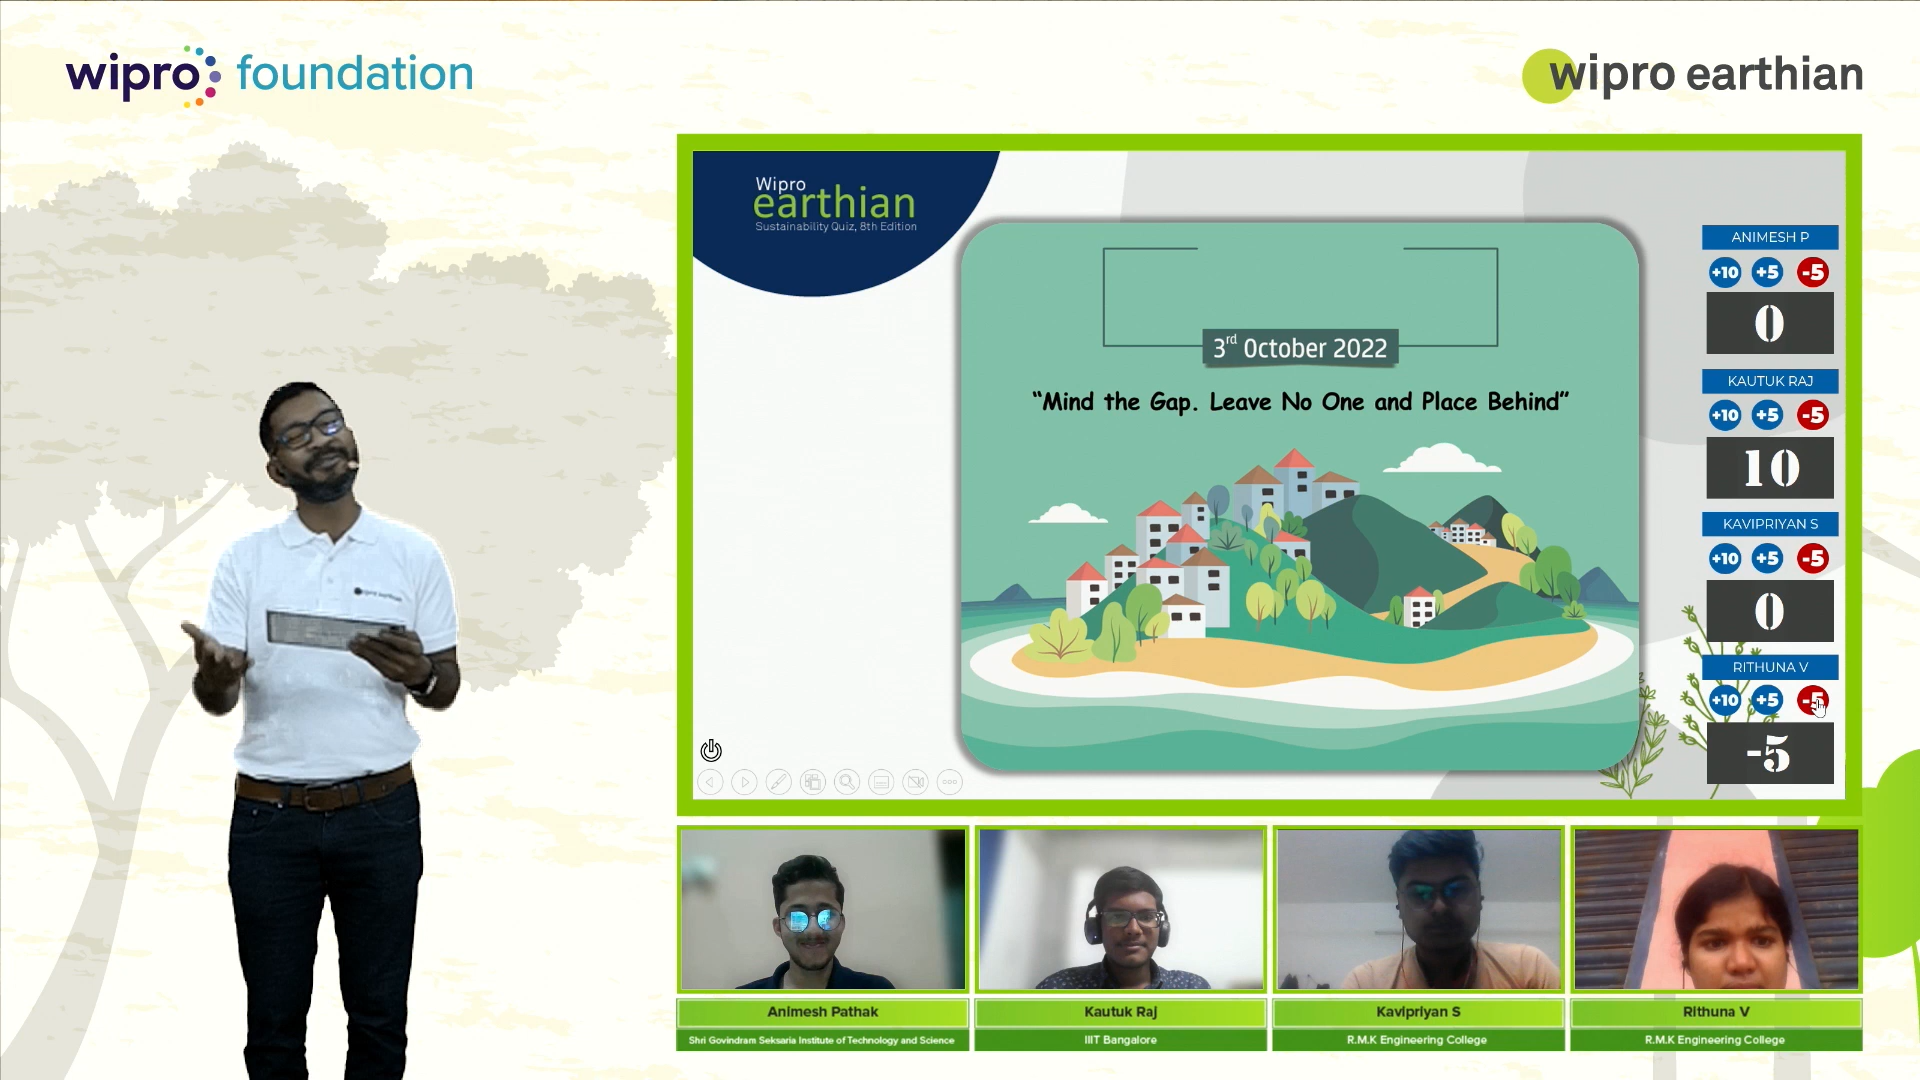 wipro foundation
wipro earthian
Wipro
earthian
Sustainability Quiz, 8th Edition
3rd October 2022
“Mind the Gap. Leave No One and Place Behind”
ANIMESH P
+10 +5 -5
0
KAUTUK RAJ
+10 +5 -5
10
KAVIPRIYAN S
+10 +5 -5
0
RITHUNA V
+10 +5 -5
-5
Animesh Pathak
Shri Govindram Seksaria Institute of Technology and Science
Kautuk Raj
IIIT Bangalore
Kavipriyan S
R.M.K Engineering College
Rithuna V
R.M.K Engineering College